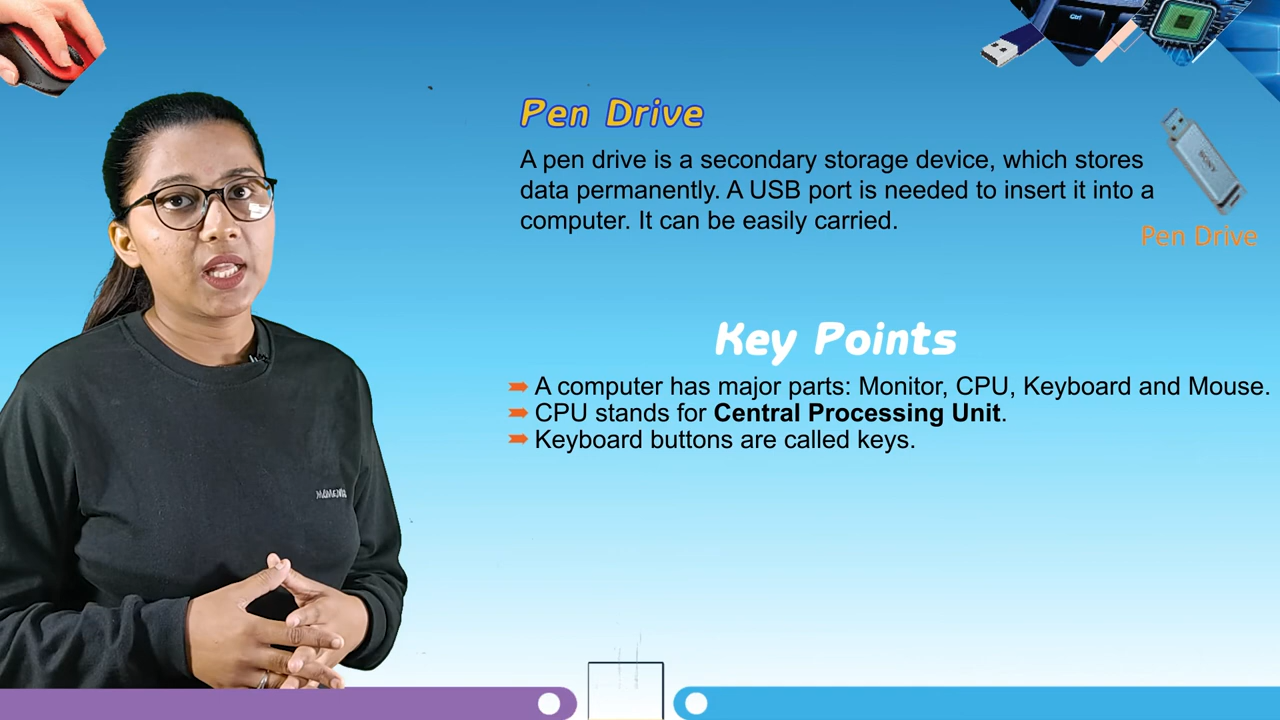 Ctrl
Pen Drive
A pen drive is a secondary storage device, which stores
data permanently. A USB port is needed to insert it into a
computer. It can be easily carried.
SONY
Pen Drive
Key Points
➥ A computer has major parts: Monitor, CPU, Keyboard and Mouse.
➥ CPU stands for Central Processing Unit.
➥ Keyboard buttons are called keys.